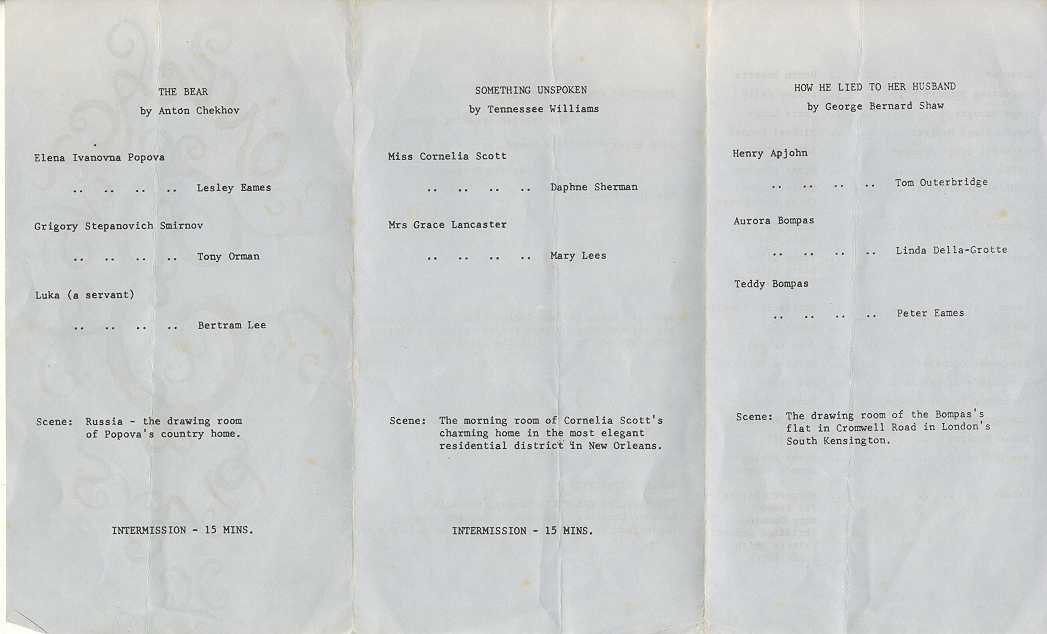 THE BEAR
by Anton Chekhov
Elena Ivanovna Popova
.. .. .. .. Lesley Eames
Grigory Stepanovich Smirnov
.. .. .. .. Tony Orman
Luka (a servant)
.. .. .. .. Bertram Lee
Scene: Russia - the drawing room
of Popova's country home.
INTERMISSION - 15 MINS.
SOMETHING UNSPOKEN
by Tennessee Williams
Miss Cornelia Scott
.. .. .. .. Daphne Sherman
Mrs Grace Lancaster
.. .. .. .. Mary Lees
Scene: The morning room of Cornelia Scott's
charming home in the most elegant
residential district in New Orleans.
INTERMISSION - 15 MINS.
HOW HE LIED TO HER HUSBAND
by George Bernard Shaw
Henry Apjohn
.. .. .. .. Tom Outerbridge
Aurora Bompas
.. .. .. .. Linda Della-Grotte
Teddy Bompas
.. .. .. .. Peter Eames
Scene: The drawing room of the Bompas's
flat in Cromwell Road in London's
South Kensington.